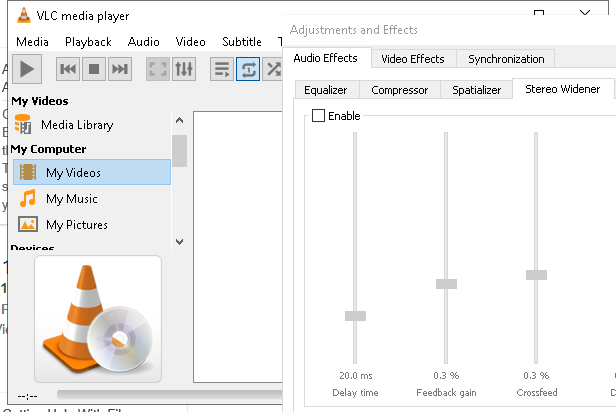 VLC media player
Media Playback Audio Video Subtitle
My Videos
Media Library
My Computer
My Videos
My Music
My Pictures
Devices
--:--
Adjustments and Effects
Audio Effects Video Effects Synchronization
Equalizer Compressor Spatializer Stereo Widener
Enable
20.0 ms 0.3 % 0.3 %
Delay time Feedback gain Crossfeed